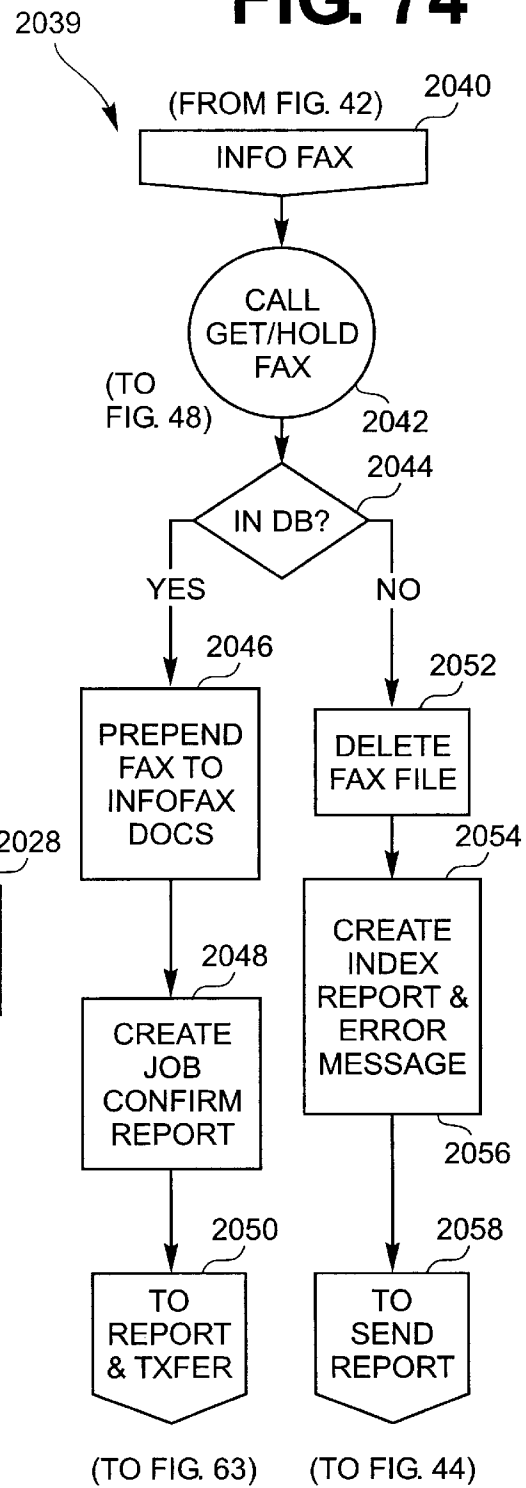 FIG. 74
2039
(FROM FIG. 42)
2040
INFO FAX
CALL
GET/HOLD
FAX
(TO
FIG. 48)
2042
2044
IN DB?
YES
NO
2046
PREPEND
FAX TO
INFOFAX
DOCS
2052
DELETE
FAX FILE
2028
2054
CREATE
INDEX
REPORT &
ERROR
MESSAGE
2048
CREATE
JOB
CONFIRM
REPORT
2056
2050
TO
REPORT
& TXFER
2058
TO
SEND
REPORT
(TO FIG. 63)
(TO FIG. 44)